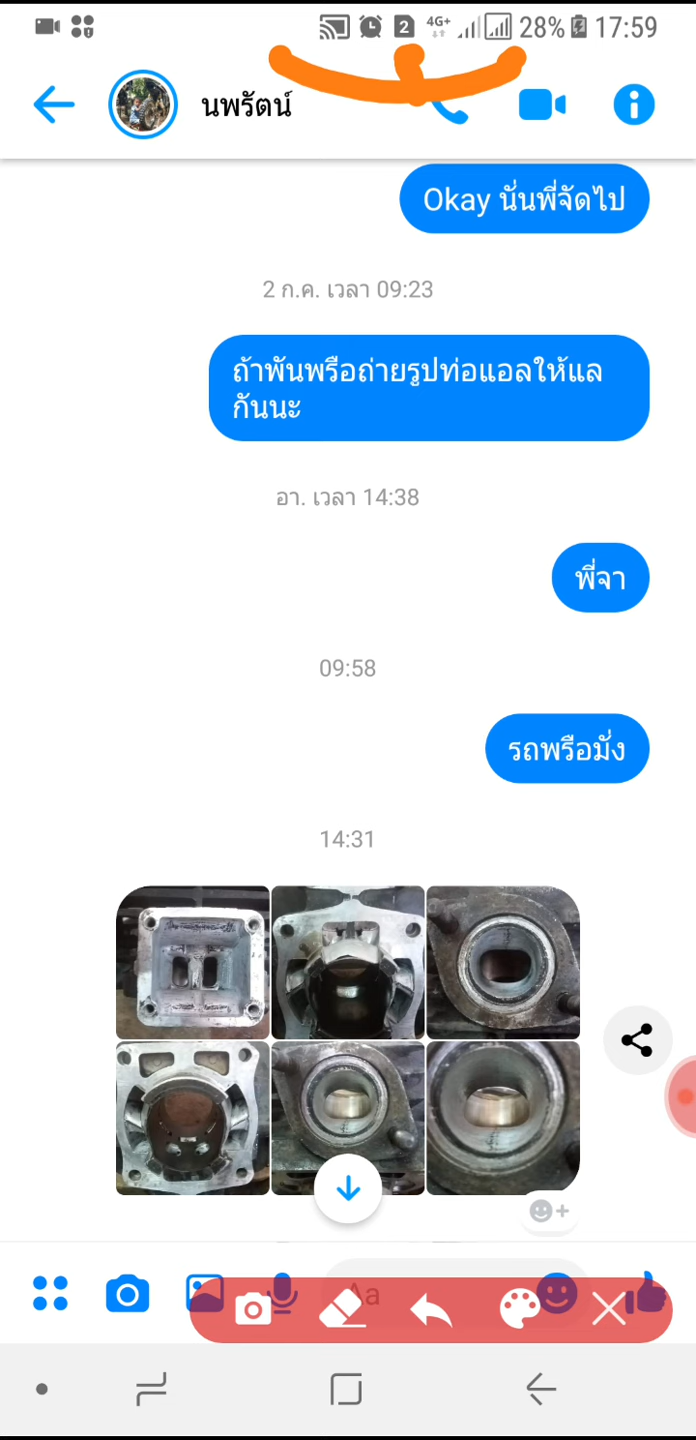 2 4G+ 28% 17:59
นพรัตน์
Okay นั่นพี่จัดไป
2 ก.ค. เวลา 09:23
ถ้าพันพรือถ่ายรูปท่อแอลให้แล
กันนะ
อา. เวลา 14:38
พี่จา
09:58
รถพรือมั่ง
14:31
Aa